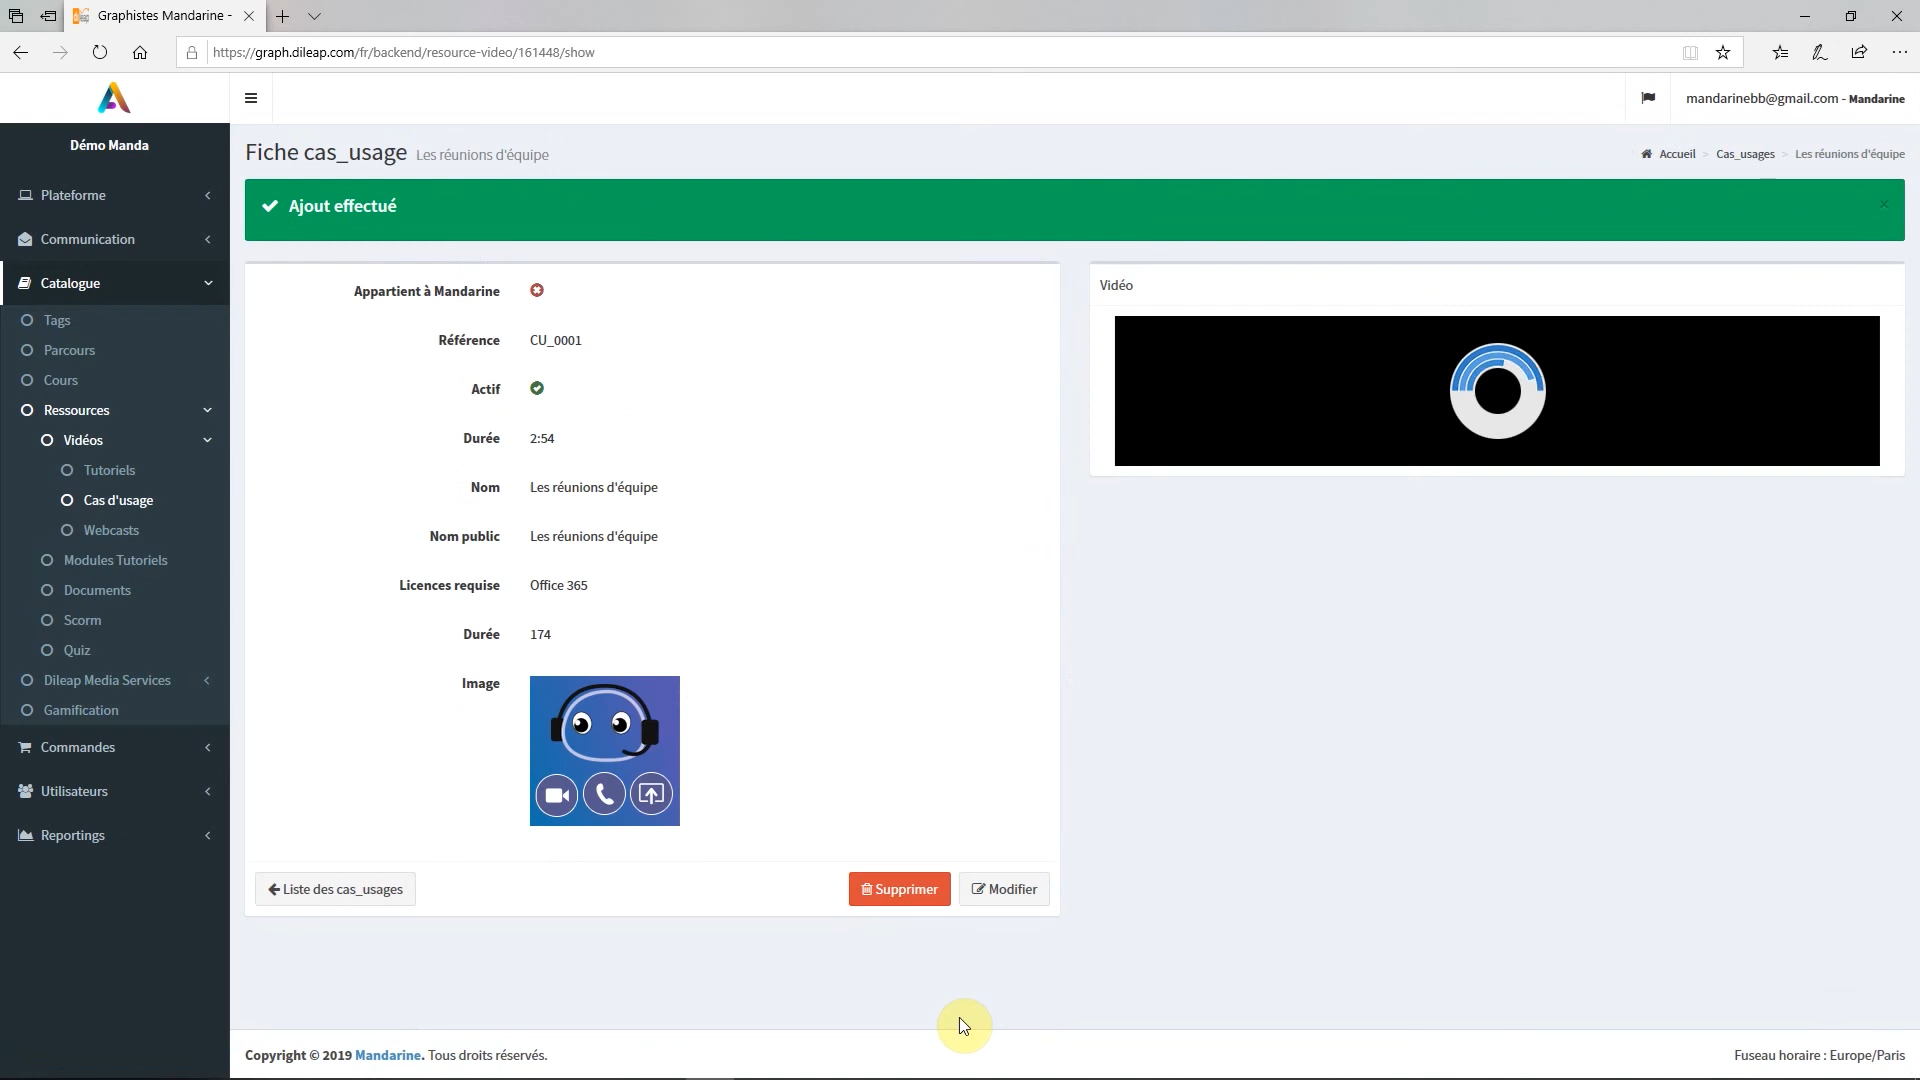 Graphistes Mandarine -
https://graph.dileap.com/fr/backend/resource-video/161448/show
mandarinebb@gmail.com - Mandarine
Démo Manda
Plateforme
Communication
Catalogue
Tags
Parcours
Cours
Ressources
Vidéos
Tutoriels
Cas d'usage
Webcasts
Modules Tutoriels
Documents
Scorm
Quiz
Dileap Media Services
Gamification
Commandes
Utilisateurs
Reportings
Fiche cas_usage Les réunions d'équipe
Accueil > Cas_usages > Les réunions d'équipe
Ajout effectué
×
Appartient à Mandarine
Référence CU_0001
Actif
Durée 2:54
Nom Les réunions d'équipe
Nom public Les réunions d'équipe
Licences requise Office 365
Durée 174
Image
Liste des cas_usages
Supprimer
Modifier
Vidéo
Copyright © 2019 Mandarine. Tous droits réservés.
Fuseau horaire : Europe/Paris